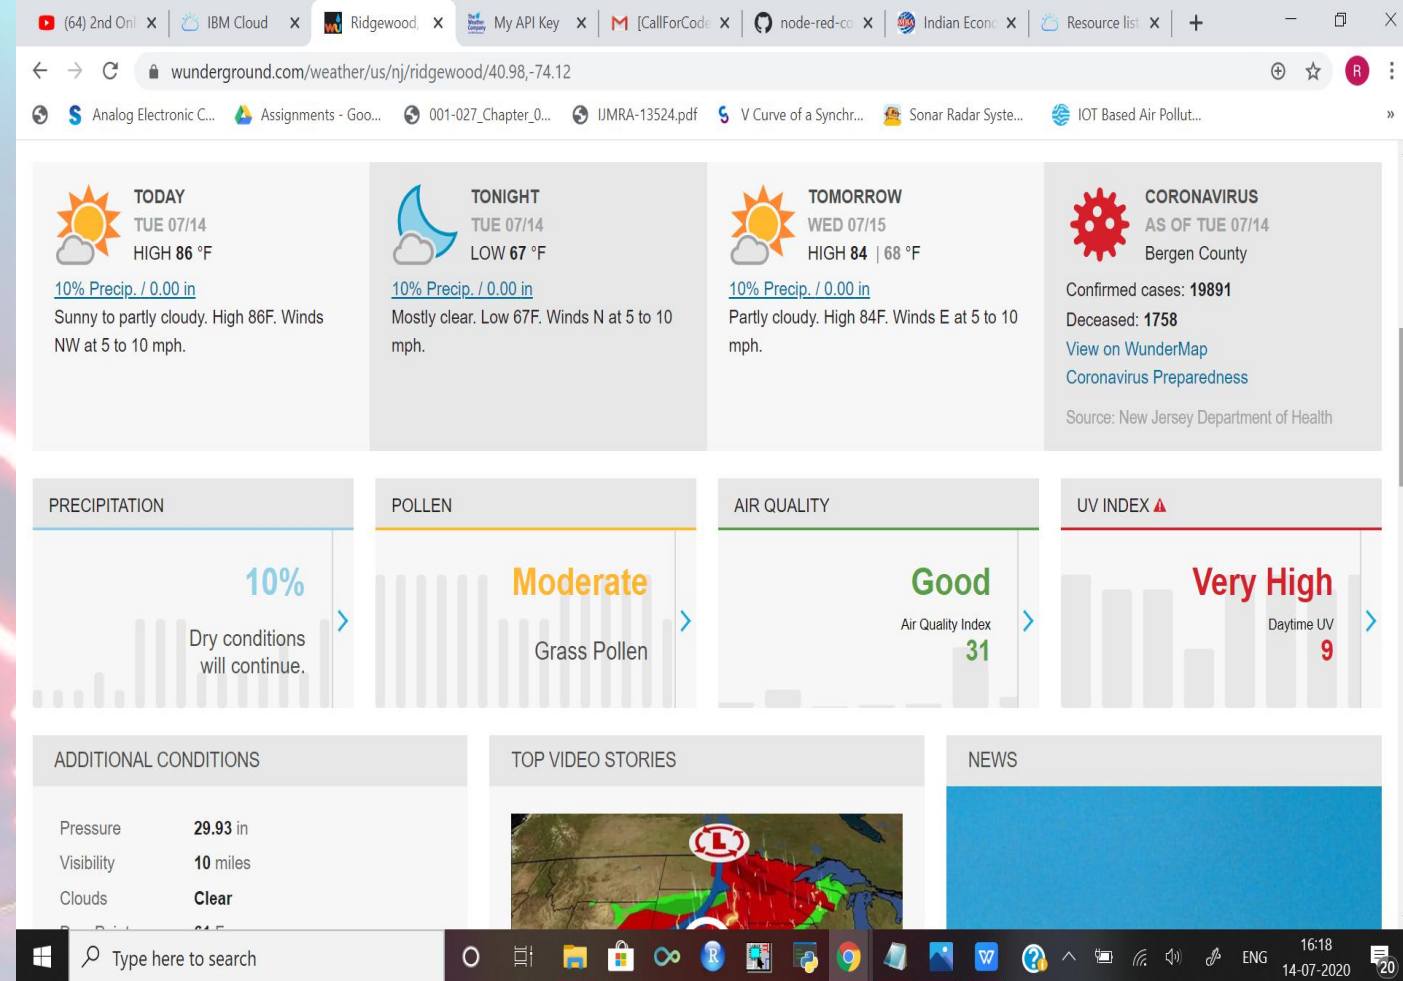 (64) 2nd Onl
IBM Cloud
Ridgewood,
My API Key
[CallForCode
node-red-co
Indian Econo
Resource list
wunderground.com/weather/us/nj/ridgewood/40.98,-74.12
R
Analog Electronic C...
Assignments - Goo...
001-027_Chapter_0...
IJMRA-13524.pdf
V Curve of a Synchr...
Sonar Radar Syste...
IOT Based Air Pollut...
»
TODAY
TUE 07/14
HIGH 86 °F
10% Precip. / 0.00 in
Sunny to partly cloudy. High 86F. Winds
NW at 5 to 10 mph.
TONIGHT
TUE 07/14
LOW 67 °F
10% Precip. / 0.00 in
Mostly clear. Low 67F. Winds N at 5 to 10
mph.
TOMORROW
WED 07/15
HIGH 84 | 68 °F
10% Precip. / 0.00 in
Partly cloudy. High 84F. Winds E at 5 to 10
mph.
CORONAVIRUS
AS OF TUE 07/14
Bergen County
Confirmed cases: 19891
Deceased: 1758
View on WunderMap
Coronavirus Preparedness
Source: New Jersey Department of Health
PRECIPITATION
10%
Dry conditions
will continue.
POLLEN
Moderate
Grass Pollen
AIR QUALITY
Good
Air Quality Index
31
UV INDEX
Very High
Daytime UV
9
ADDITIONAL CONDITIONS
Pressure 29.93 in
Visibility 10 miles
Clouds Clear
TOP VIDEO STORIES
L
NEWS
Type here to search
R
W
ENG
16:18
14-07-2020
20